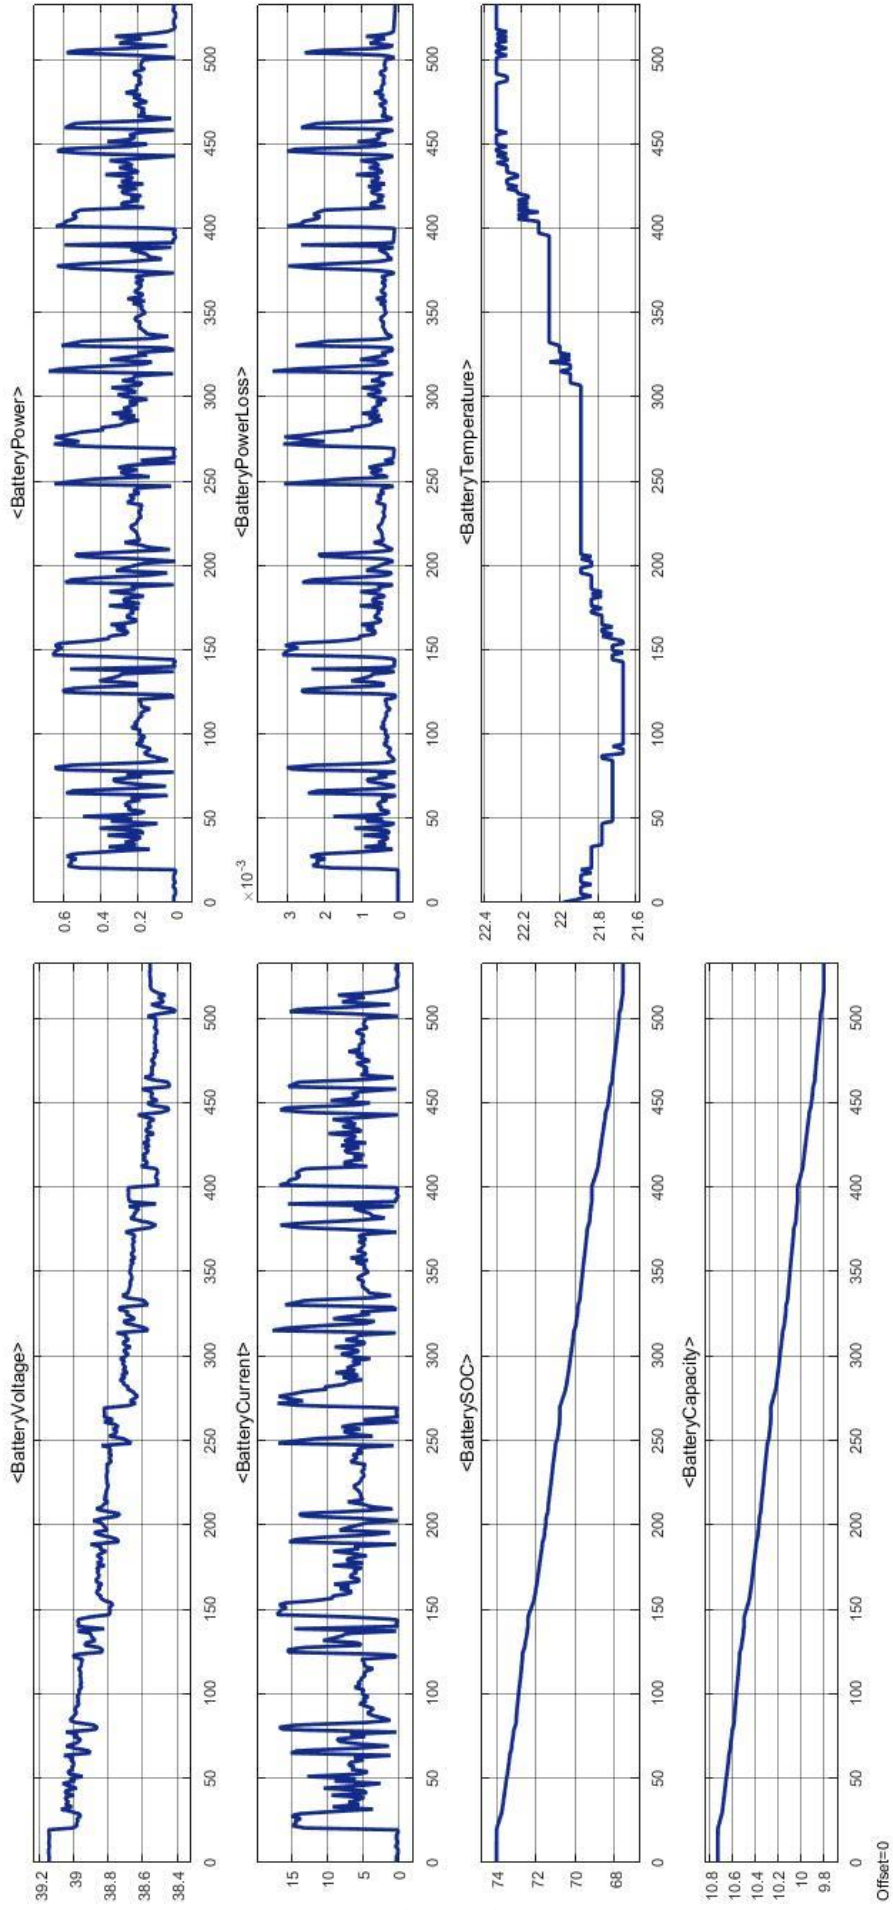 <BatteryVoltage>
39.2
39
38.8
38.6
38.4
0 50 100 150 200 250 300 350 400 450 500
<BatteryCurrent>
15
10
5
0
0 50 100 150 200 250 300 350 400 450 500
<BatterySOC>
74
72
70
68
0 50 100 150 200 250 300 350 400 450 500
<BatteryCapacity>
10.8
10.6
10.4
10.2
10
9.8
0 50 100 150 200 250 300 350 400 450 500
Offset=0
<BatteryPower>
0.6
0.4
0.2
0
0 50 100 150 200 250 300 350 400 450 500
<BatteryPowerLoss>
×10⁻³
3
2
1
0
0 50 100 150 200 250 300 350 400 450 500
<BatteryTemperature>
22.4
22.2
22
21.8
21.6
0 50 100 150 200 250 300 350 400 450 500